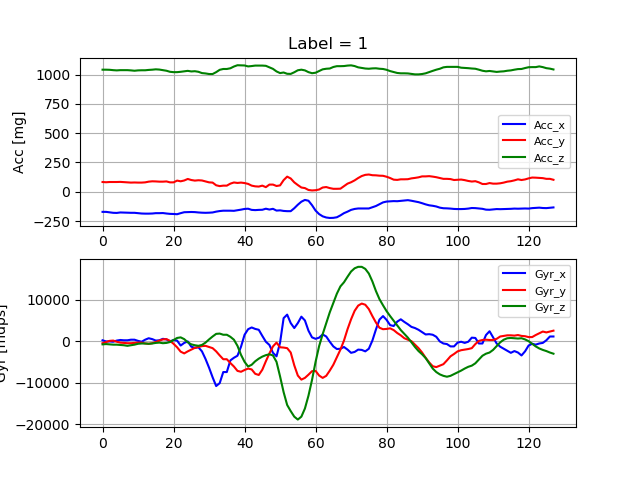 Label = 1
Acc [mg]
1000
750
500
250
0
−250
Acc_x
Acc_y
Acc_z
0 20 40 60 80 100 120
Gyr [mdps]
10000
0
−10000
−20000
Gyr_x
Gyr_y
Gyr_z
0 20 40 60 80 100 120